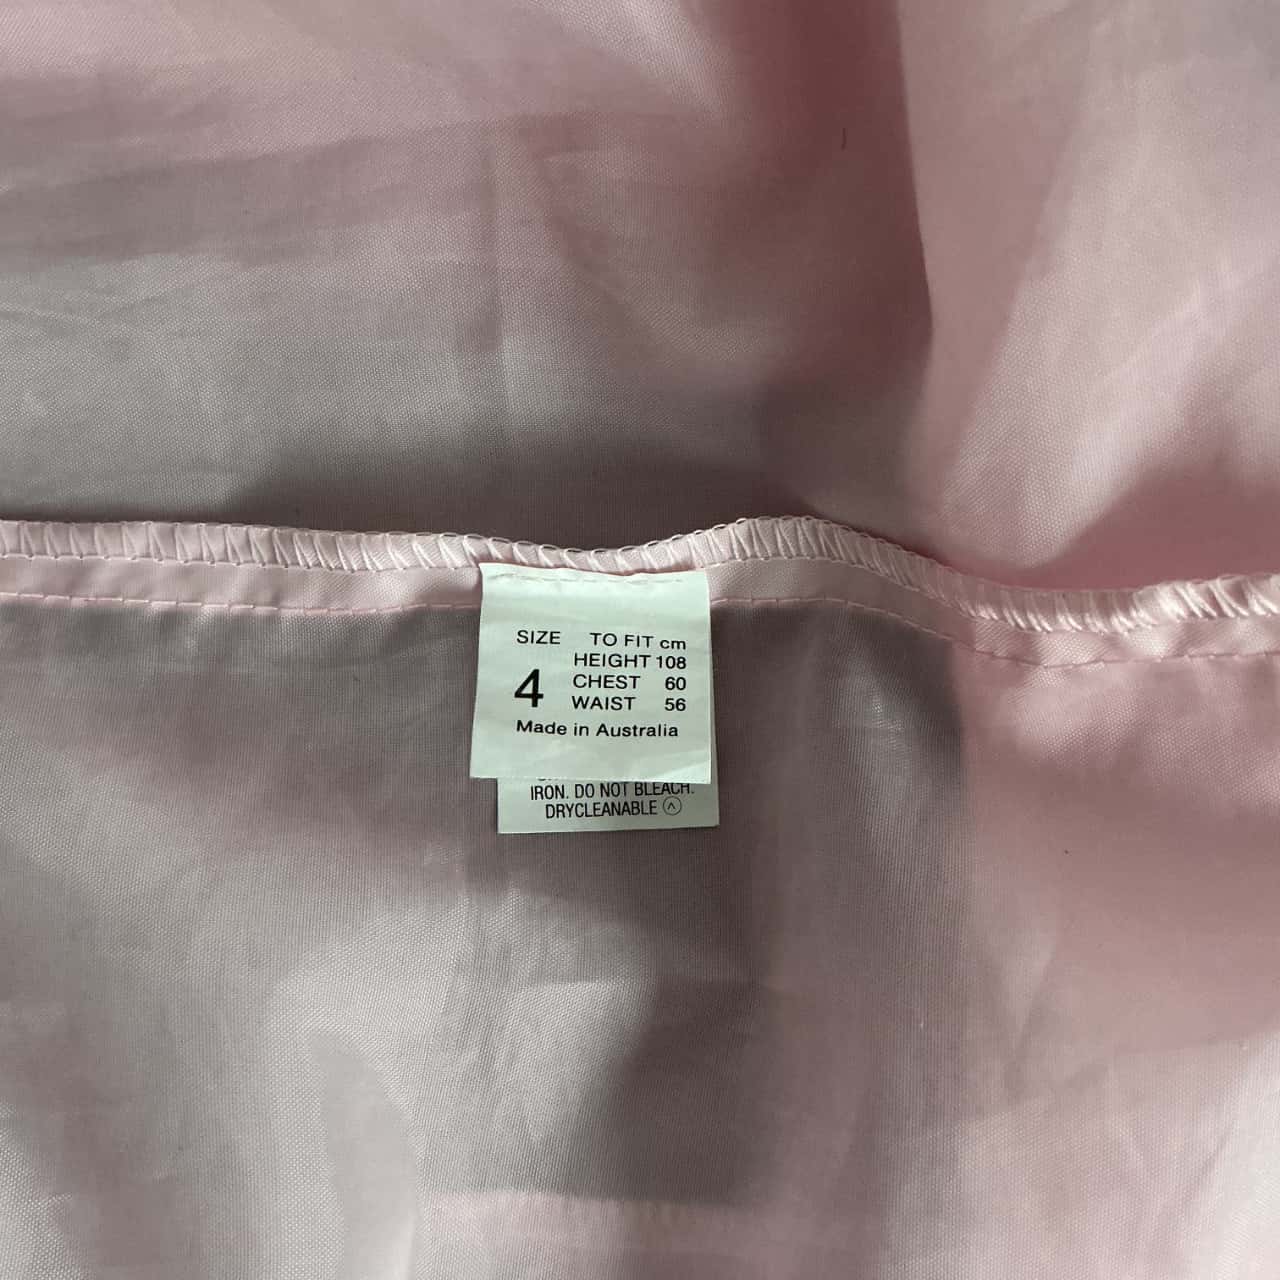 SIZE TO FIT cm
HEIGHT 108
4 CHEST 60
WAIST 56
Made in Australia
IRON. DO NOT BLEACH.
DRYCLEANABLE Ⓐ